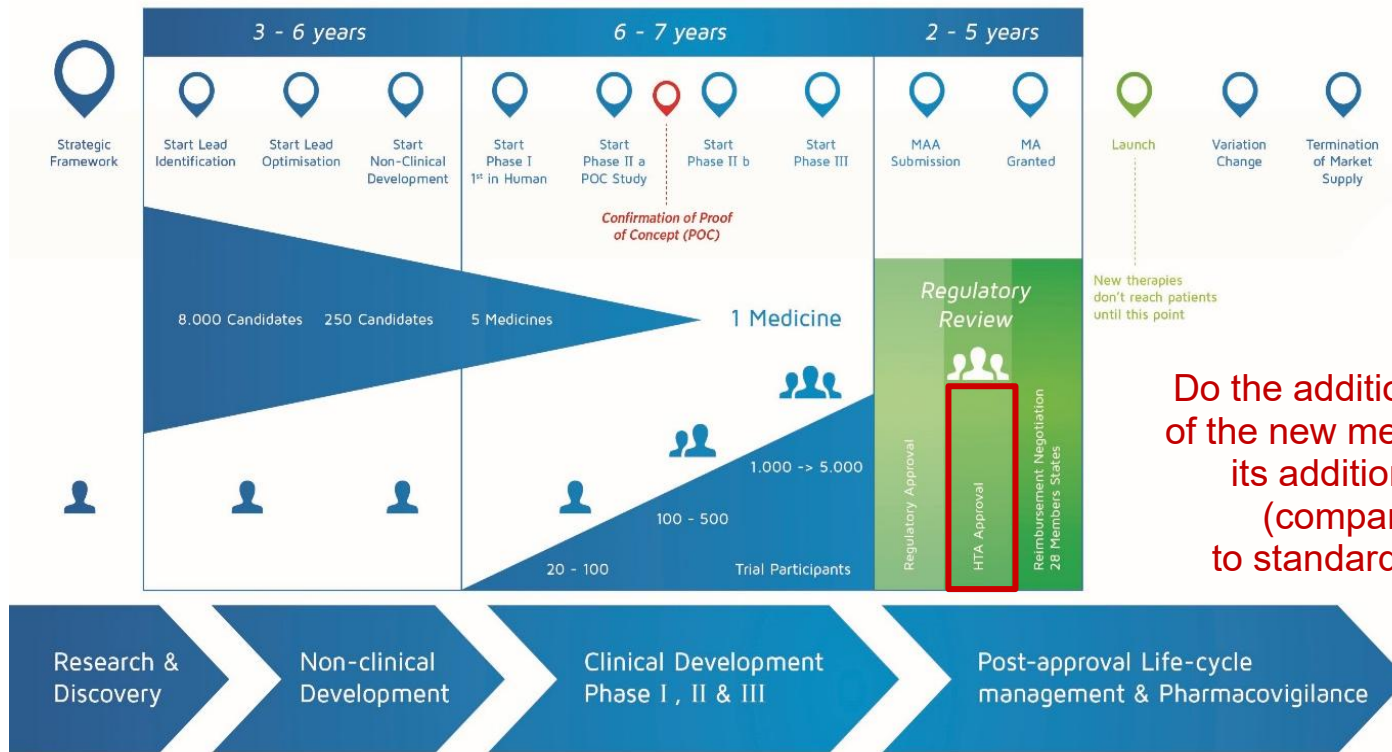 3 - 6 years
6 - 7 years
2 - 5 years
Strategic
Framework
Start Lead
Identification
Start Lead
Optimisation
Start
Non-Clinical
Development
Start
Phase I
1st in Human
Start
Phase II a
POC Study
Start
Phase II b
Start
Phase III
MAA
Submission
MA
Granted
Launch
Variation
Change
Termination
of Market
Supply
Confirmation of Proof
of Concept (POC)
New therapies
don't reach patients
until this point
8.000 Candidates
250 Candidates
5 Medicines
1 Medicine
Regulatory
Review
Regulatory Approval
HTA Approval
Reimbursement Negotiation
28 Members States
20 - 100
100 - 500
1.000 -> 5.000
Trial Participants
Do the additio
of the new me
its addition
(compar
to standard
Research &
Discovery
Non-clinical
Development
Clinical Development
Phase I , II & III
Post-approval Life-cycle
management & Pharmacovigilance